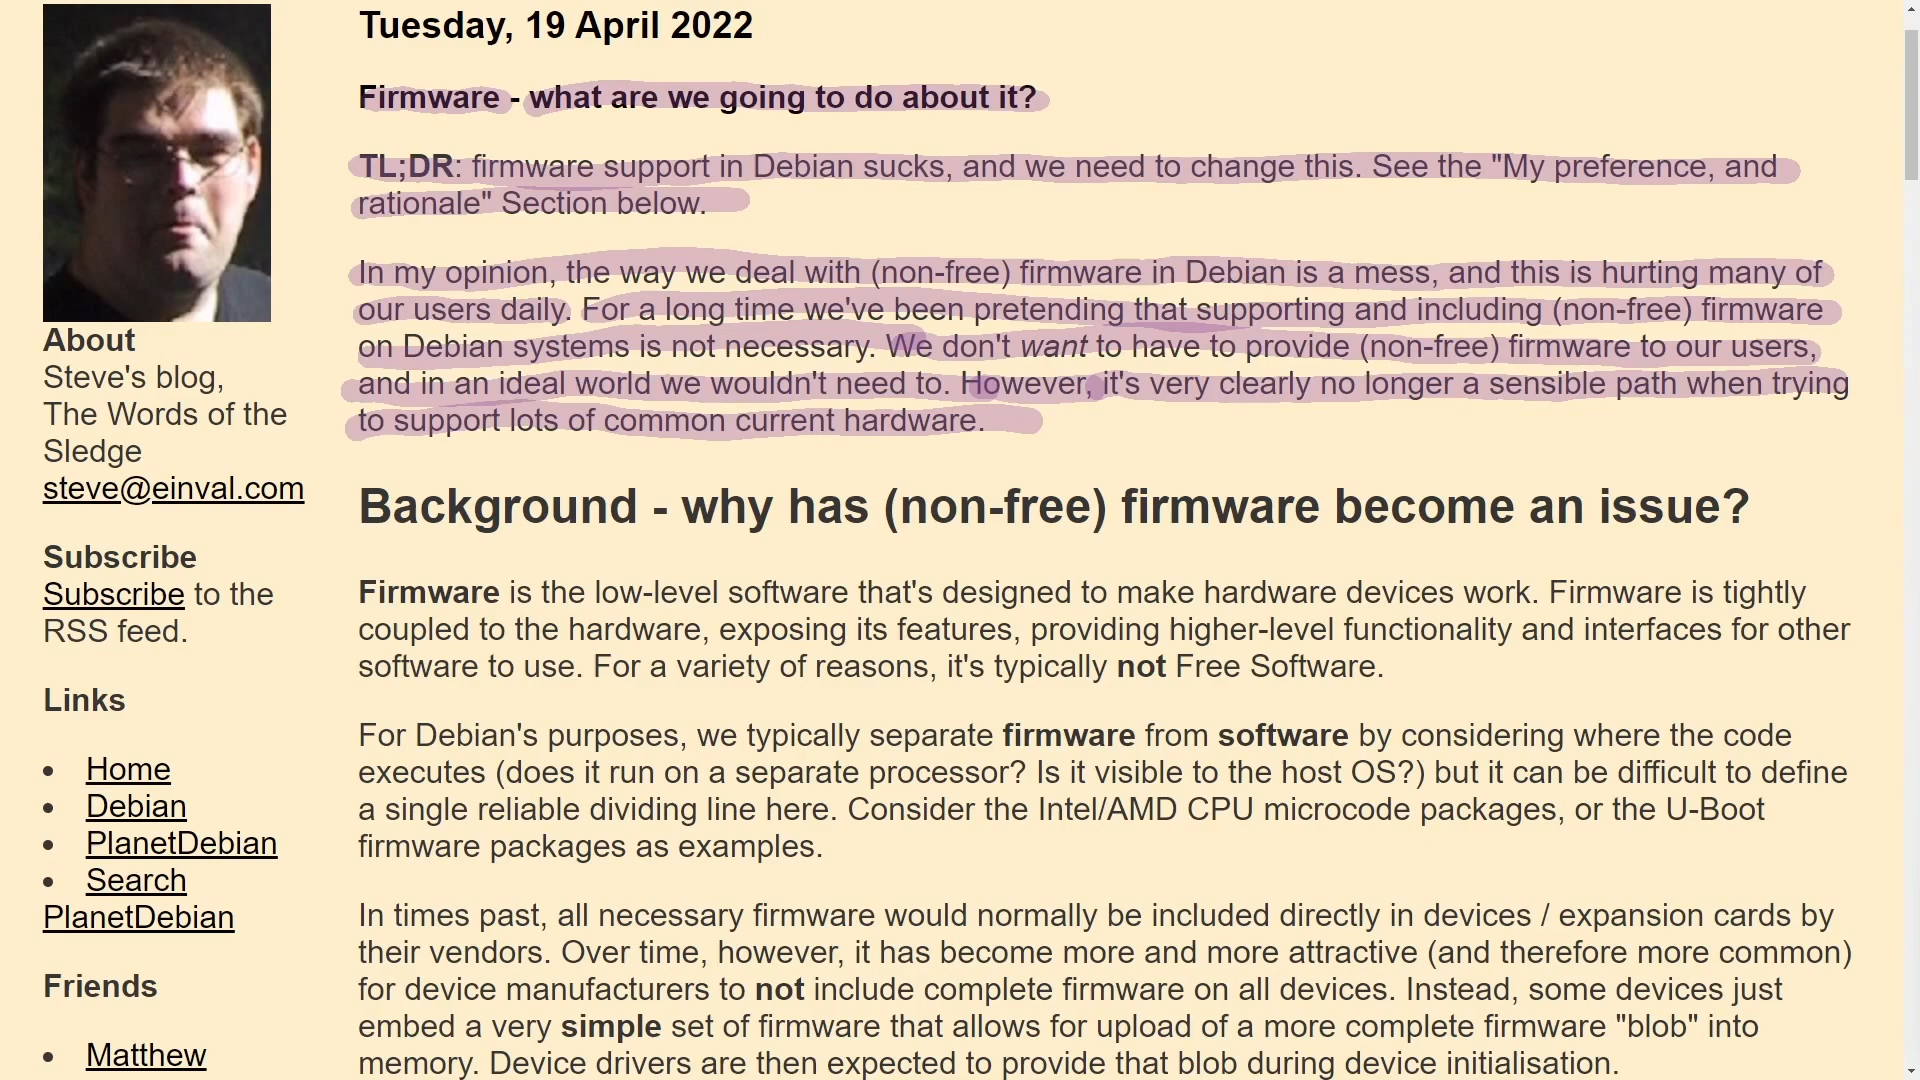 Tuesday, 19 April 2022
Firmware - what are we going to do about it?
TL;DR: firmware support in Debian sucks, and we need to change this. See the "My preference, and
rationale" Section below.
In my opinion, the way we deal with (non-free) firmware in Debian is a mess, and this is hurting many of
our users daily. For a long time we've been pretending that supporting and including (non-free) firmware
on Debian systems is not necessary. We don't want to have to provide (non-free) firmware to our users,
and in an ideal world we wouldn't need to. However, it's very clearly no longer a sensible path when trying
to support lots of common current hardware.
Background - why has (non-free) firmware become an issue?
Firmware is the low-level software that's designed to make hardware devices work. Firmware is tightly
coupled to the hardware, exposing its features, providing higher-level functionality and interfaces for other
software to use. For a variety of reasons, it's typically not Free Software.
For Debian's purposes, we typically separate firmware from software by considering where the code
executes (does it run on a separate processor? Is it visible to the host OS?) but it can be difficult to define
a single reliable dividing line here. Consider the Intel/AMD CPU microcode packages, or the U-Boot
firmware packages as examples.
In times past, all necessary firmware would normally be included directly in devices / expansion cards by
their vendors. Over time, however, it has become more and more attractive (and therefore more common)
for device manufacturers to not include complete firmware on all devices. Instead, some devices just
embed a very simple set of firmware that allows for upload of a more complete firmware "blob" into
memory. Device drivers are then expected to provide that blob during device initialisation.
About
Steve's blog,
The Words of the
Sledge
steve@einval.com
Subscribe
Subscribe to the
RSS feed.
Links
Home
Debian
PlanetDebian
Search
PlanetDebian
Friends
Matthew